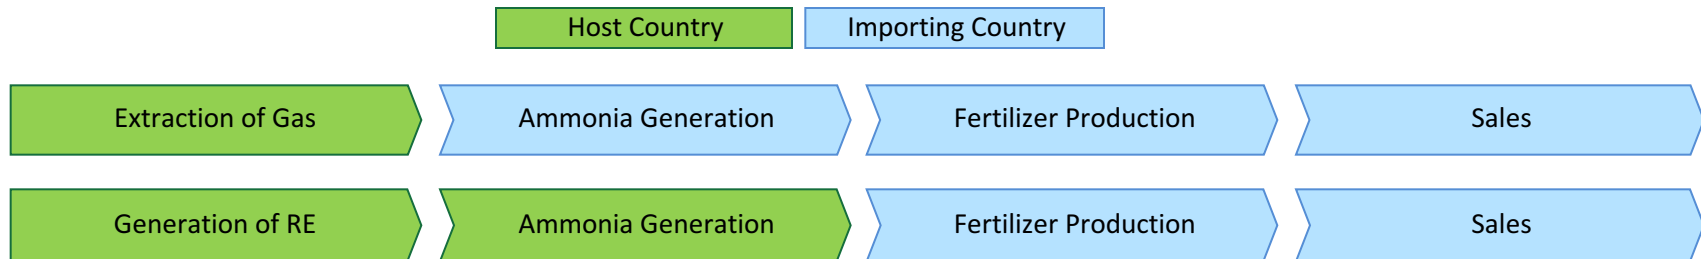 Host Country
Importing Country
Extraction of Gas
Ammonia Generation
Fertilizer Production
Sales
Generation of RE
Ammonia Generation
Fertilizer Production
Sales